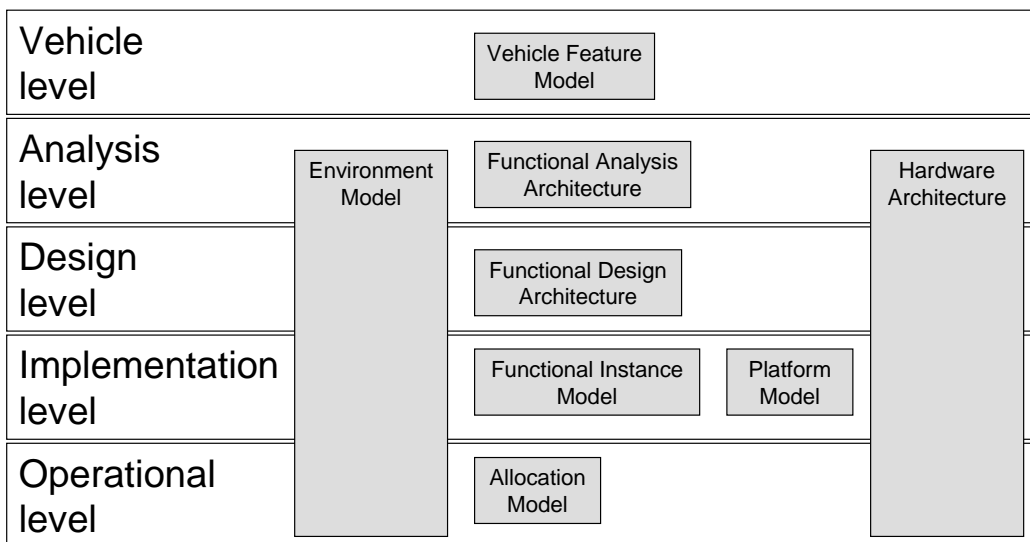 Vehicle
level
Vehicle Feature
Model
Analysis
level
Environment
Model
Functional Analysis
Architecture
Hardware
Architecture
Design
level
Functional Design
Architecture
Implementation
level
Functional Instance
Model
Platform
Model
Operational
level
Allocation
Model